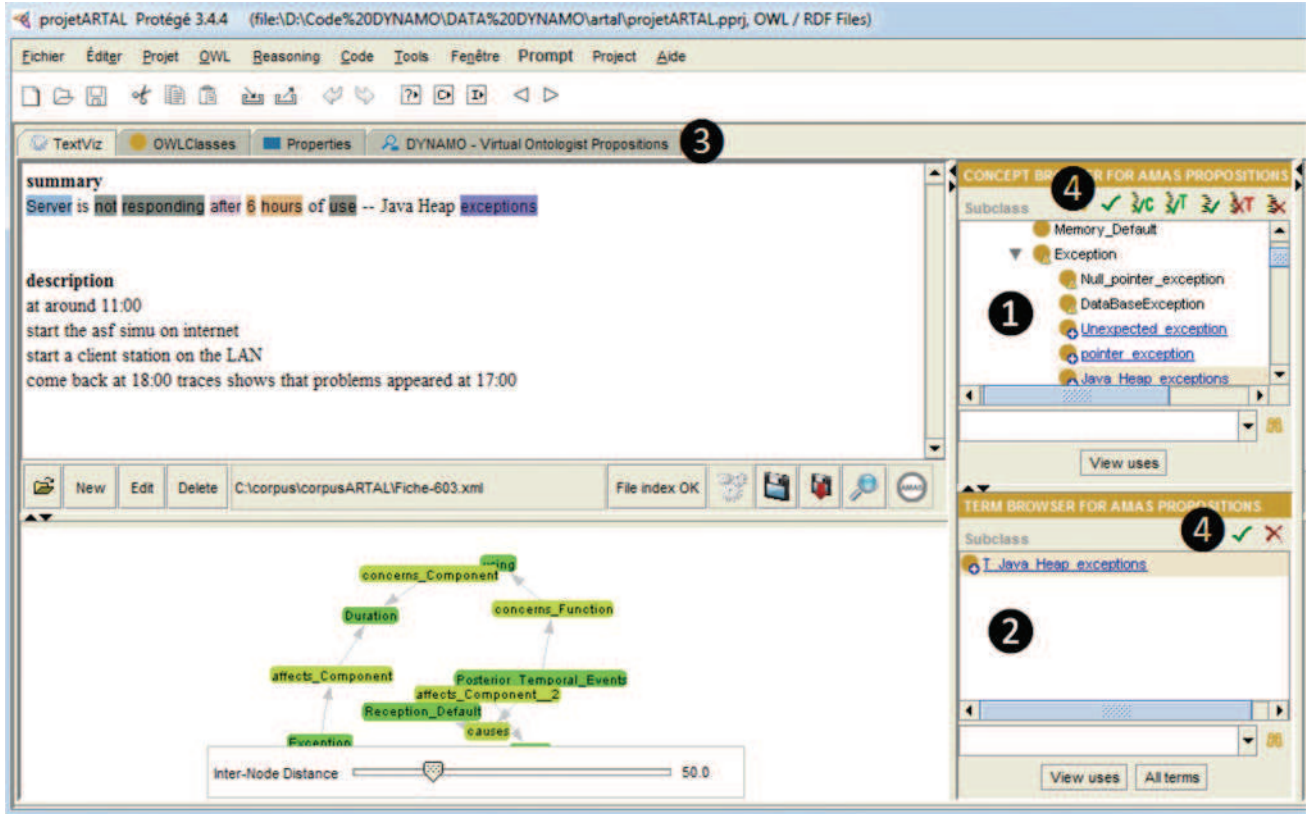 projetARTAL Protégé 3.4.4 (file:\D:\Code%20DYNAMO\DATA%20DYNAMO\artal\projetARTAL.pprj, OWL / RDF Files)
Fichier Éditer Projet OWL Reasoning Code Tools Fenêtre Prompt Project Aide
TextViz OWLClasses Properties DYNAMO - Virtual Ontologist Propositions 3
summary
Server is not responding after 6 hours of use -- Java Heap exceptions
description
at around 11:00
start the asf simu on internet
start a client station on the LAN
come back at 18:00 traces shows that problems appeared at 17:00
New Edit Delete C:\corpus\corpusARTAL\Fiche-603.xml File index OK AMAS
concerns_Component
Duration
concerns_Function
affects_Component
Posterior_Temporal_Events
affects_Component__2
Reception_Default
causes
Exception
Inter-Node Distance 50.0
CONCEPT BROWSER FOR AMAS PROPOSITIONS
Subclass 4 C T T
Memory_Default
Exception
Null_pointer_exception
DataBaseException
1
Unexpected_exception
pointer_exception
Java_Heap_exceptions
View uses
TERM BROWSER FOR AMAS PROPOSITIONS
Subclass 4
T_Java_Heap_exceptions
2
View uses All terms